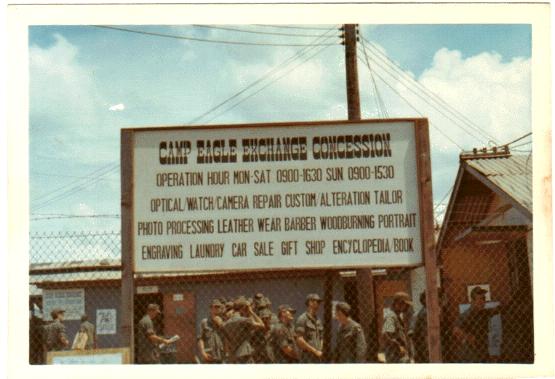 CAMP EAGLE EXCHANGE CONCESSION
OPERATION HOUR MON-SAT 0900-1630 SUN 0900-1530
OPTICAL/WATCH/CAMERA REPAIR CUSTOM/ALTERATION TAILOR
PHOTO PROCESSING LEATHER WEAR BARBER WOODBURNING PORTRAIT
ENGRAVING LAUNDRY CAR SALE GIFT SHOP ENCYCLOPEDIA/BOOK